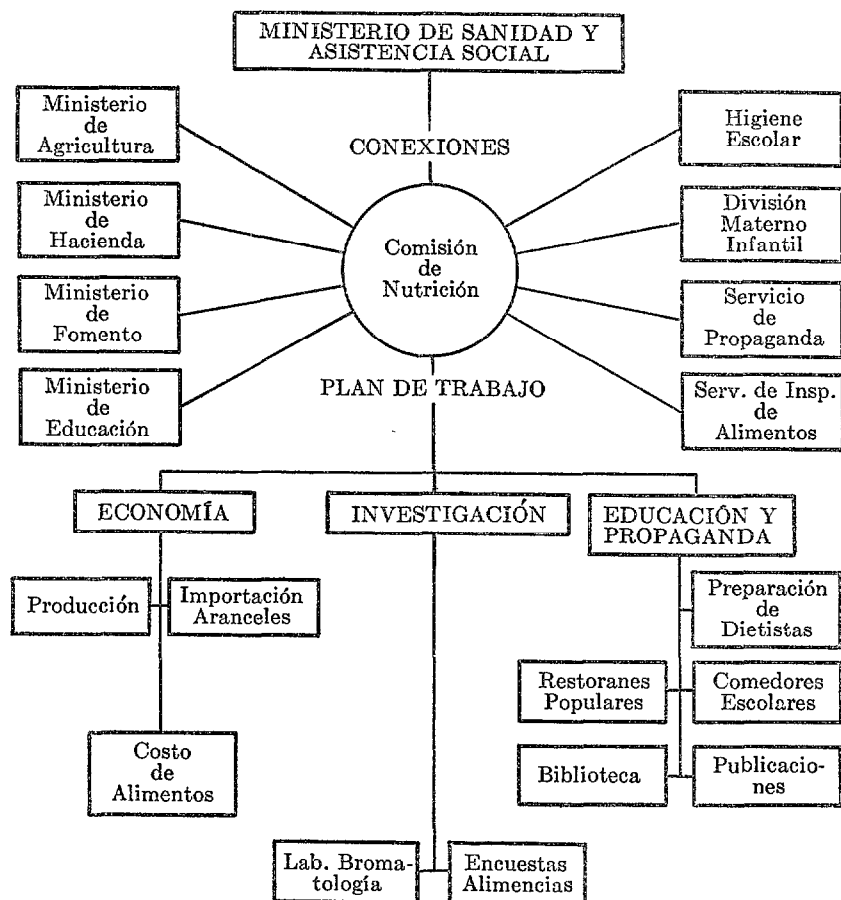 MINISTERIO DE SANIDAD Y
ASISTENCIA SOCIAL
CONEXIONES
Ministerio
de
Agricultura
Ministerio
de
Hacienda
Ministerio
de
Fomento
Ministerio
de
Educación
Comisión
de
Nutrición
Higiene
Escolar
División
Materno
Infantil
Servicio
de
Propaganda
Serv. de Insp.
de
Alimentos
PLAN DE TRABAJO
ECONOMÍA
Producción
Importación
Aranceles
Costo
de
Alimentos
INVESTIGACIÓN
Lab. Broma-
tología
Encuestas
Alimencias
EDUCACIÓN Y
PROPAGANDA
Preparación
de
Dietistas
Restoranes
Populares
Comedores
Escolares
Biblioteca
Publicacio-
nes